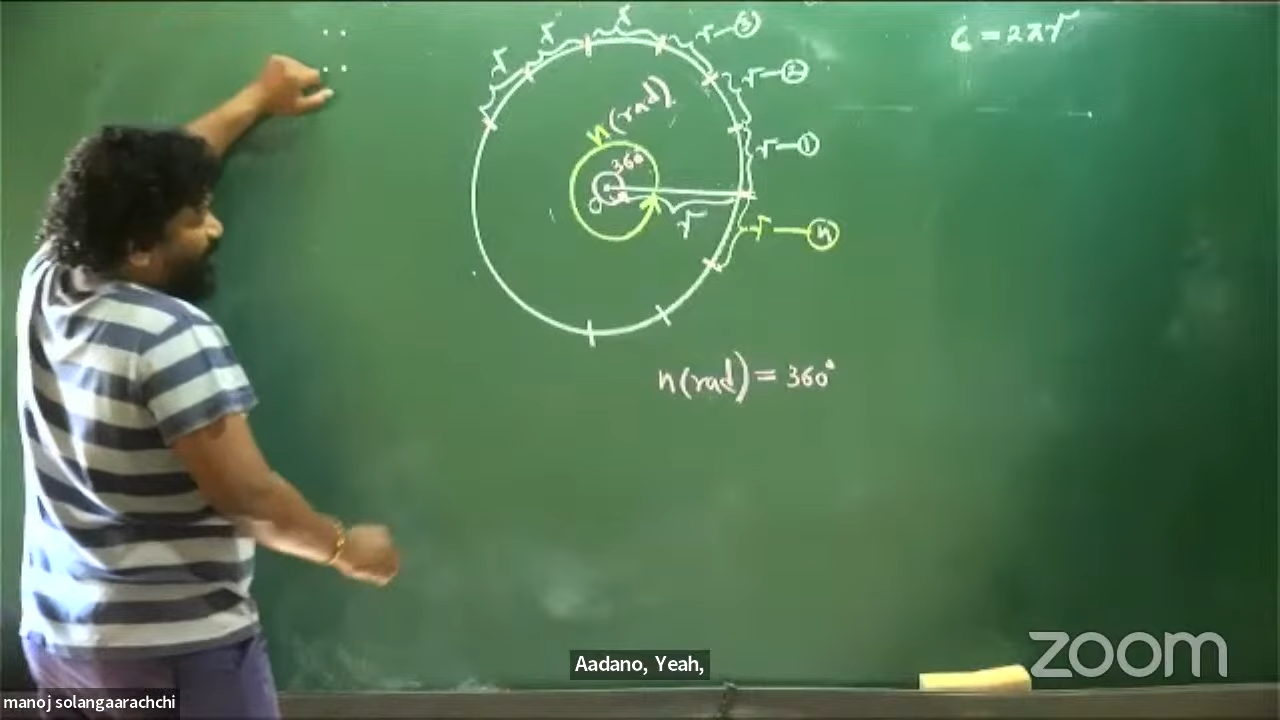 r
r
r
r—③
C = 2πr
r—②
n(rad)
r—①
360°
O
r
r—ⓝ
n(rad) = 360°
Aadano, Yeah,
zoom
manoj solangaarachchi